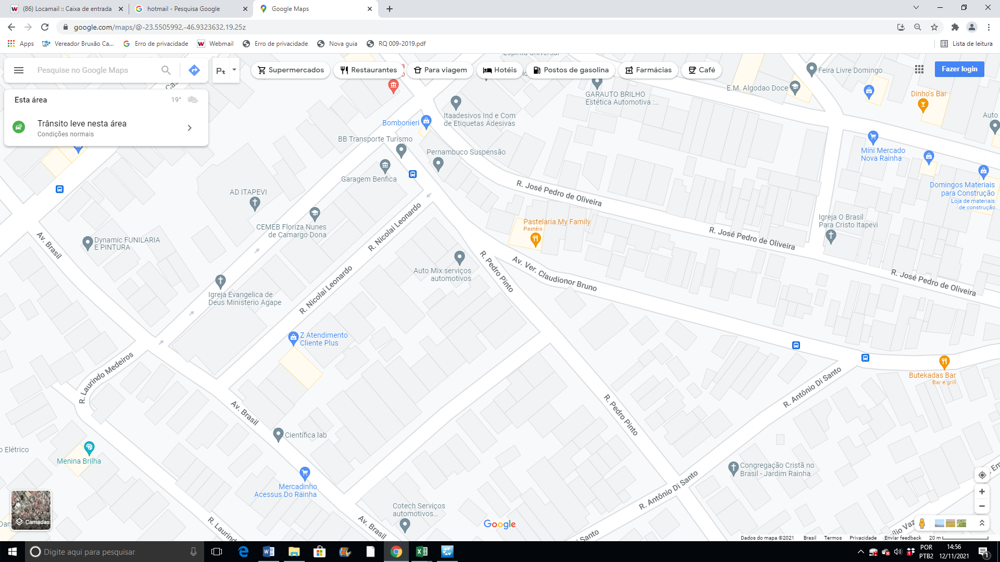 (86) Locamail :: Caixa de entrada
hotmail - Pesquisa Google
Google Maps
google.com/maps/@-23.5505992,-46.9323632,19.25z
Apps
Vereador Bruxão Ca...
Erro de privacidade
Webmail
Erro de privacidade
Nova guia
RQ 009-2019.pdf
Lista de leitura
Pesquise no Google Maps
Supermercados
Restaurantes
Para viagem
Hotéis
Postos de gasolina
Farmácias
Café
Fazer login
Esta área
19°
Trânsito leve nesta área
Condições normais
Espírito Universal
Feira Livre Domingo
E.M. Algodao Doce
GARAUTO BRILHO
Estética Automotiva :...
Dinho's Bar
Auto
Itaadesivos Ind e Com
de Etiquetas Adesivas
Bombonieri
BB Transporte Turismo
Pernambuco Suspensão
Mini Mercado
Nova Rainha
Garagem Benfica
Domingos Materiais
para Construção
Loja de materiais
de construção
AD ITAPEVI
R. José Pedro de Oliveira
CEMEB Floriza Nunes
de Camargo Dona
R. Nicolai Leonardo
Pastelaria My Family
Pastéis
Igreja O Brasil
Para Cristo Itapevi
R. José Pedro de Oliveira
Av. Brasil
Dynamic FUNILARIA
E PINTURA
R. Pedro Pinto
Av. Ver. Claudionor Bruno
Auto Mix serviços
automotivos
R. José Pedro de Oliveira
R. Nicolai Leonardo
Igreja Evangelica de
Deus Ministerio Agape
Z Atendimento
Cliente Plus
R. Laurindo Medeiros
Butekadas Bar
Bar e grill
R. Antônio Di Santo
R. Pedro Pinto
Av. Brasil
Científica lab
o Elétrico
Menina Brilha
Congregação Cristã no
Brasil - Jardim Rainha
Mercadinho
Acessus Do Rainha
R. Antônio Di Santo
Cotech Serviços
automotivos...
Av. Brasil
R. Laurind
Santo
ílio Vaz
. Em
Dan
Camadas
Google
Dados do mapa ©2021
Brasil
Termos
Privacidade
Enviar feedback
20 m
Digite aqui para pesquisar
POR
PTB2
14:56
12/11/2021
1